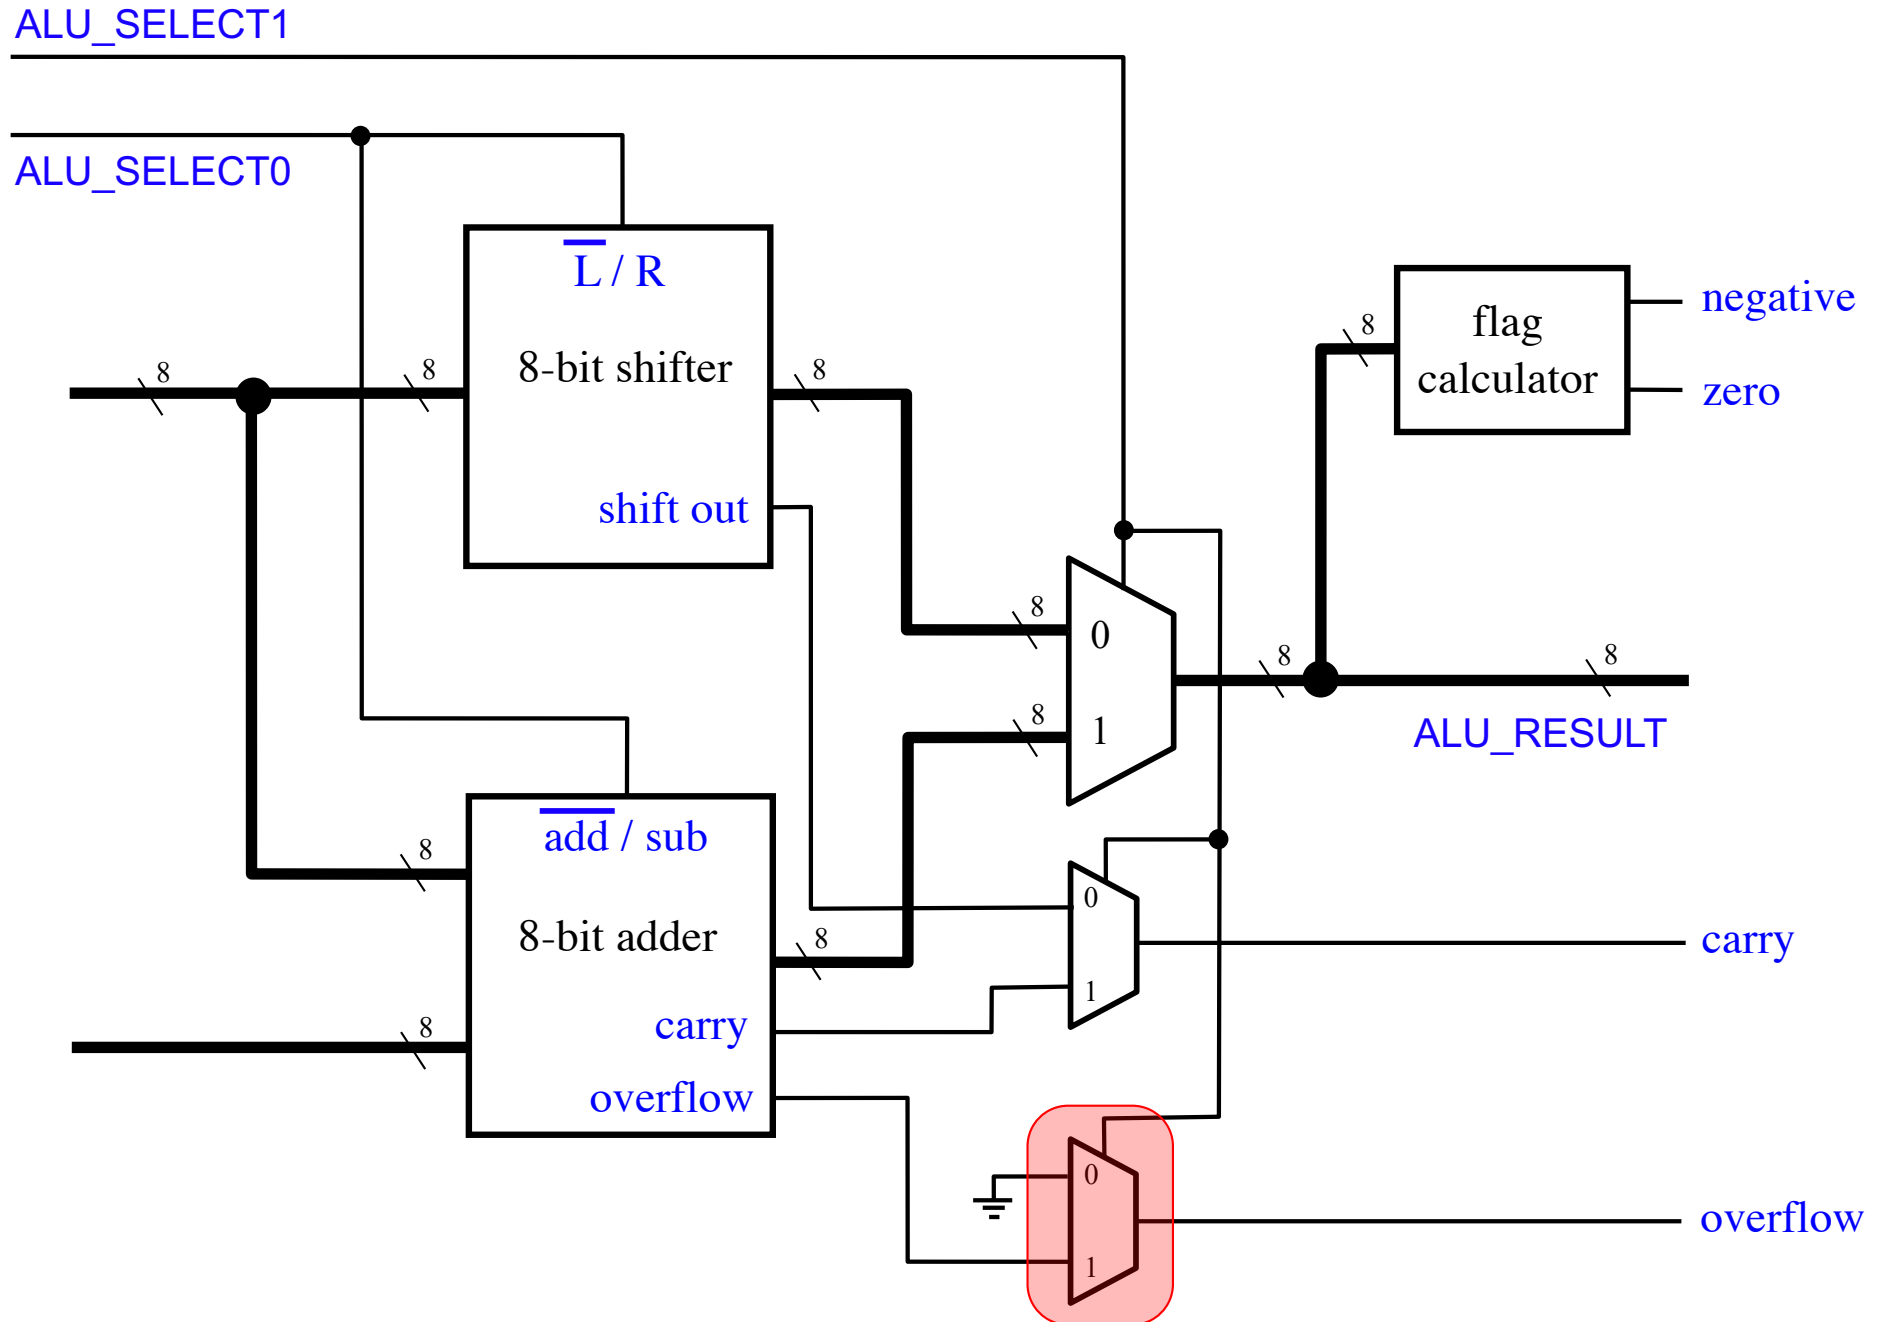 ALU_SELECT1
ALU_SELECT0
L / R
8-bit shifter
shift out
8
8
8
flag
calculator
8
negative
zero
8
0
8
1
8
8
ALU_RESULT
add / sub
8-bit adder
carry
overflow
8
8
8
0
1
carry
0
1
overflow